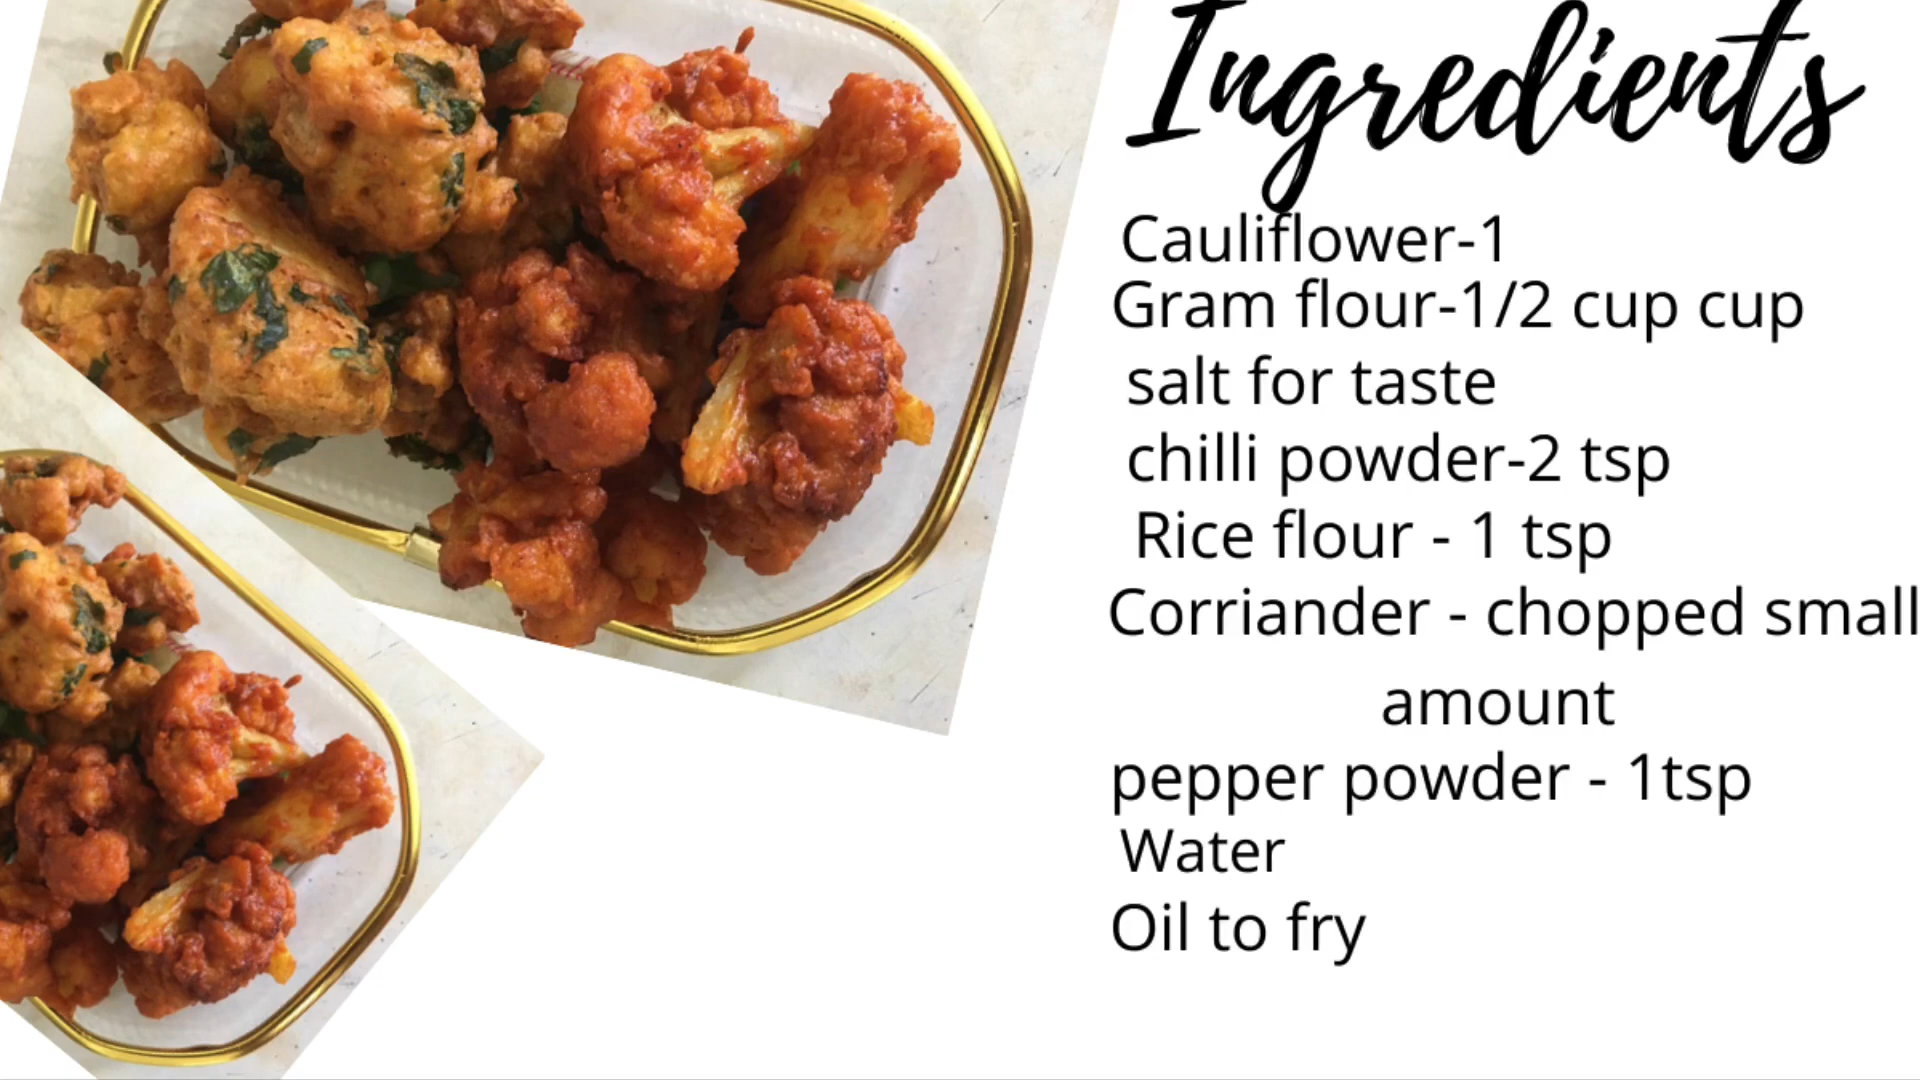 Ingredients
Cauliflower-1
Gram flour-1/2 cup cup
salt for taste
chilli powder-2 tsp
Rice flour - 1 tsp
Corriander - chopped small
amount
pepper powder - 1tsp
Water
Oil to fry